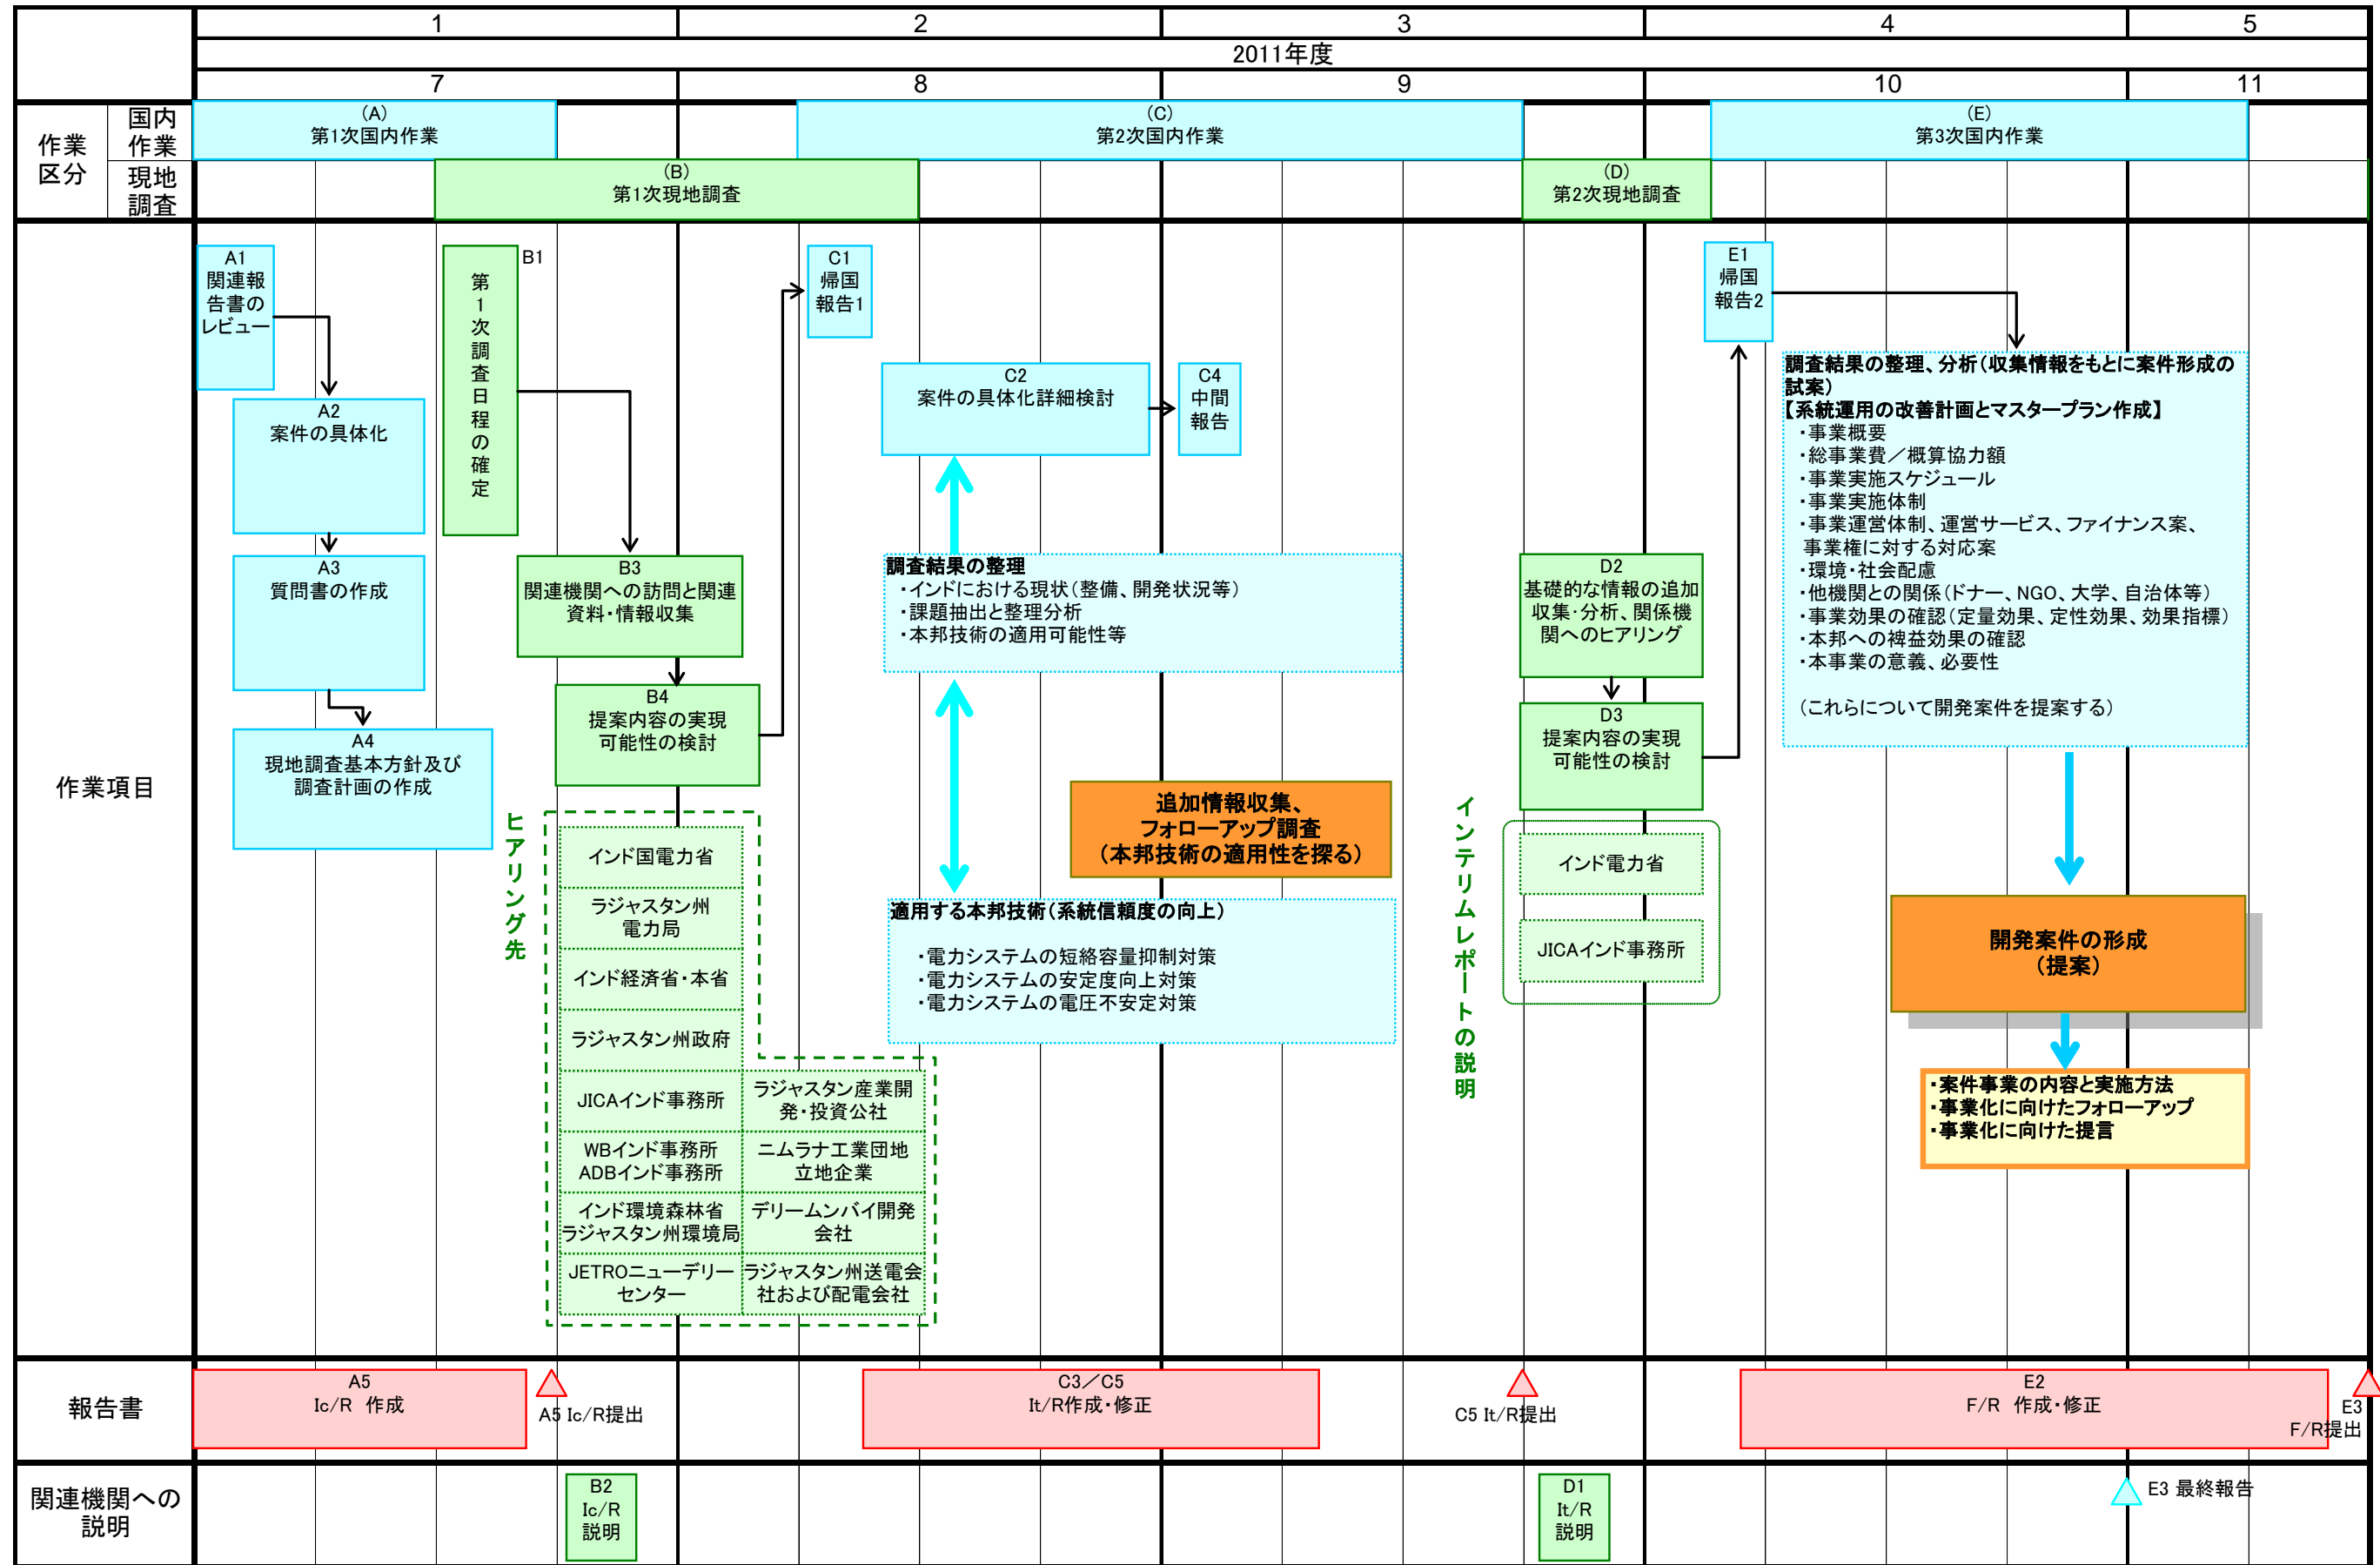 1
2
3
4
5
2011年度
7
8
9
10
11
作業
区分
国内
作業
現地
調査
(A)
第1次国内作業
(C)
第2次国内作業
(E)
第3次国内作業
(B)
第1次現地調査
(D)
第2次現地調査
作業項目
A1
関連報
告書の
レビュー
A2
案件の具体化
A3
質問書の作成
A4
現地調査基本方針及び
調査計画の作成
B1
第1次調査日程の確定
B3
関連機関への訪問と関連
資料・情報収集
B4
提案内容の実現
可能性の検討
ヒアリング先
インド国電力省
ラジャスタン州
電力局
インド経済省・本省
ラジャスタン州政府
JICAインド事務所
WBインド事務所
ADBインド事務所
インド環境森林省
ラジャスタン州環境局
JETROニューデリー
センター
ラジャスタン産業開
発・投資公社
ニムラナ工業団地
立地企業
デリームンバイ開発
会社
ラジャスタン州送電会
社および配電会社
C1
帰国
報告1
C2
案件の具体化詳細検討
C4
中間
報告
調査結果の整理
・インドにおける現状(整備、開発状況等)
・課題抽出と整理分析
・本邦技術の適用可能性等
追加情報収集、
フォローアップ調査
(本邦技術の適用性を探る)
適用する本邦技術(系統信頼度の向上)
・電力システムの短絡容量抑制対策
・電力システムの安定度向上対策
・電力システムの電圧不安定対策
D2
基礎的な情報の追加
収集・分析、関係機
関へのヒアリング
D3
提案内容の実現
可能性の検討
インテリムレポートの説明
インド電力省
JICAインド事務所
E1
帰国
報告2
調査結果の整理、分析(収集情報をもとに案件形成の
試案)
【系統運用の改善計画とマスタープラン作成】
・事業概要
・総事業費/概算協力額
・事業実施スケジュール
・事業実施体制
・事業運営体制、運営サービス、ファイナンス案、
事業権に対する対応案
・環境・社会配慮
・他機関との関係(ドナー、NGO、大学、自治体等)
・事業効果の確認(定量効果、定性効果、効果指標)
・本邦への裨益効果の確認
・本事業の意義、必要性
(これらについて開発案件を提案する)
開発案件の形成
(提案)
・案件事業の内容と実施方法
・事業化に向けたフォローアップ
・事業化に向けた提言
報告書
A5
Ic/R 作成
A5 Ic/R提出
C3/C5
It/R作成・修正
C5 It/R提出
E2
F/R 作成・修正
E3
F/R提出
関連機関への
説明
B2
Ic/R
説明
D1
It/R
説明
E3 最終報告